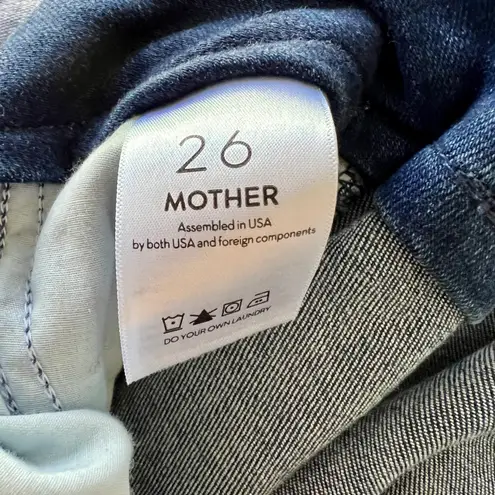 26
MOTHER
Assembled in USA
by both USA and foreign components
DO YOUR OWN LAUNDRY